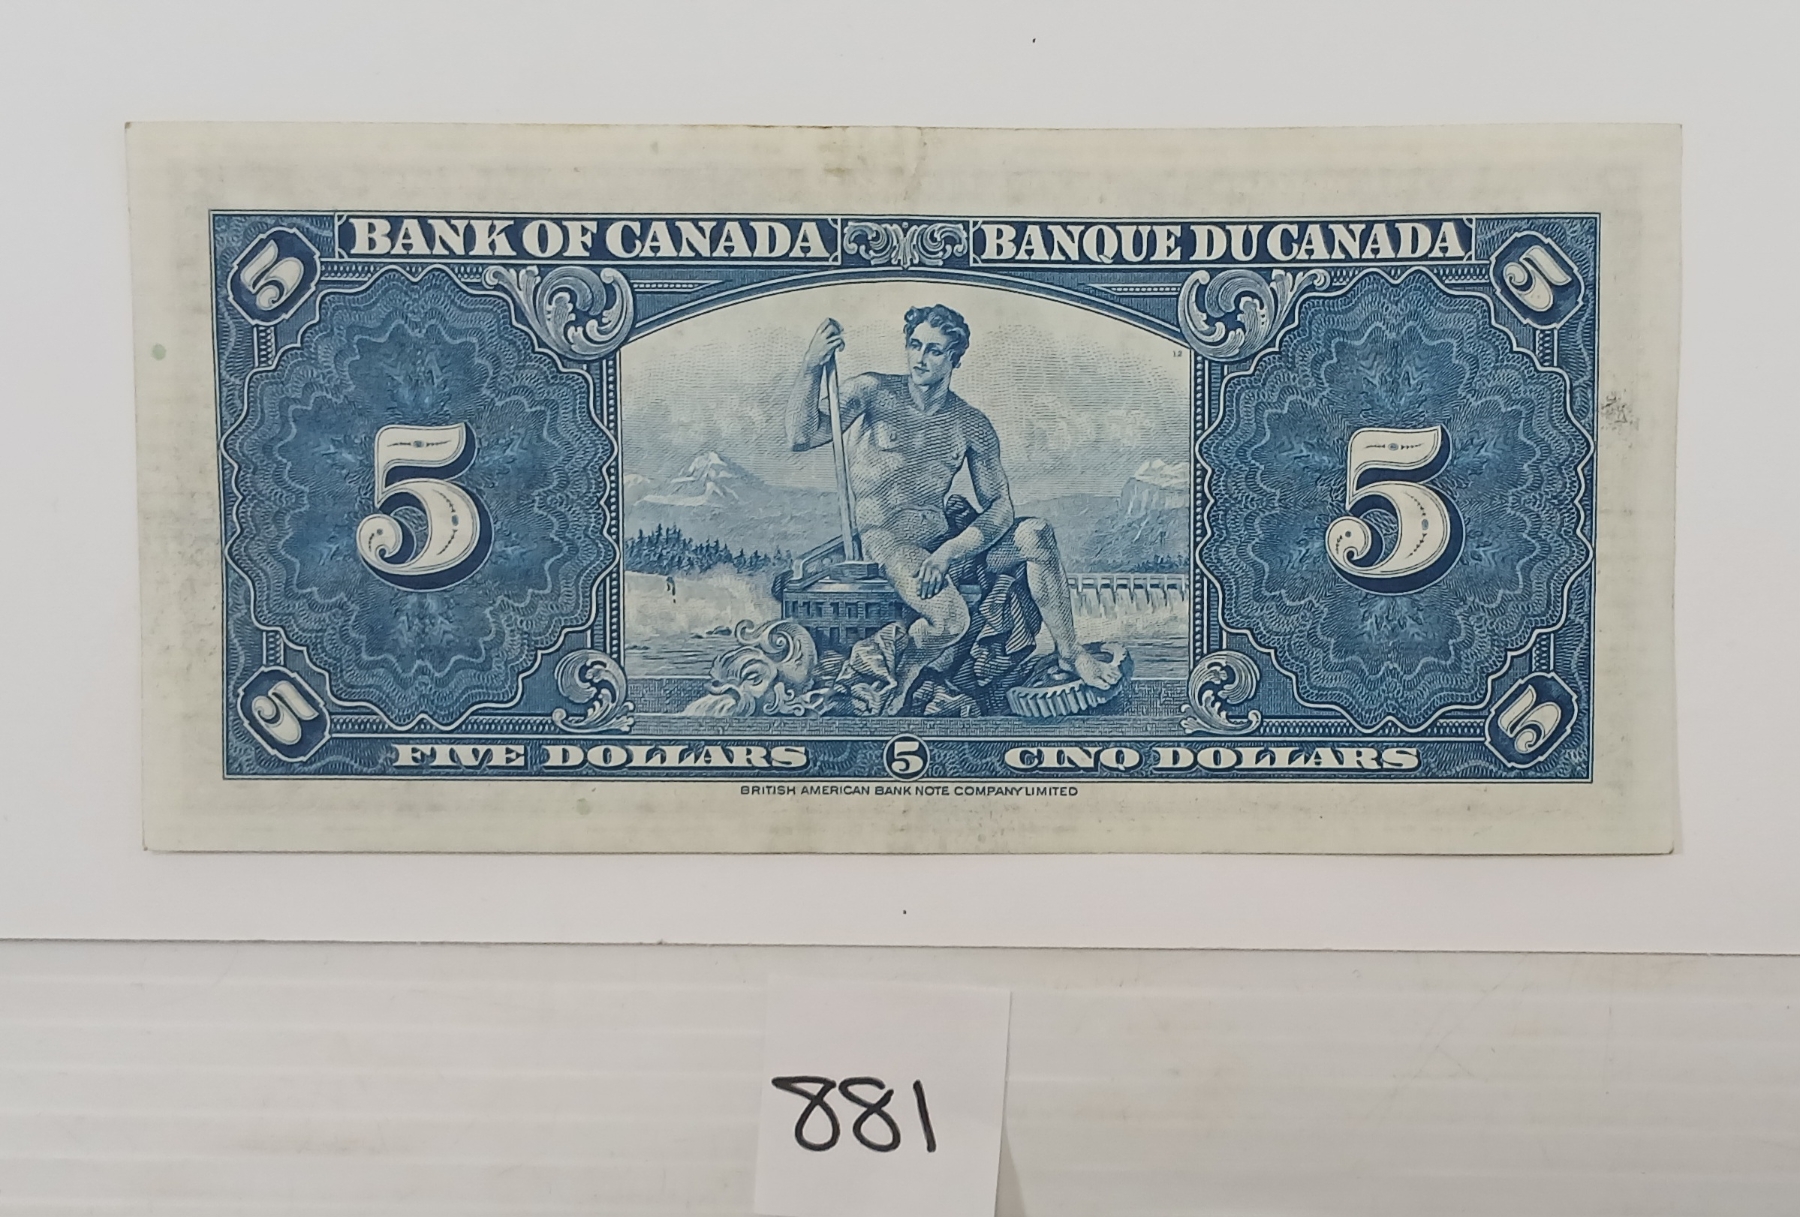 5 BANK OF CANADA BANQUE DU CANADA 5
12
5 5
5 FIVE DOLLARS 5 CINQ DOLLARS 5
BRITISH AMERICAN BANK NOTE COMPANY LIMITED
881